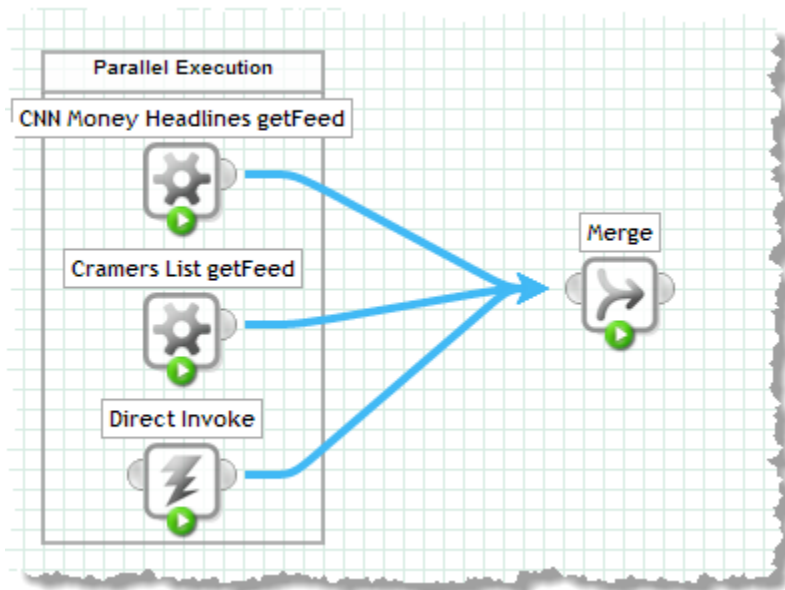 Parallel Execution
CNN Money Headlines getFeed
Cramers List getFeed
Direct Invoke
Merge